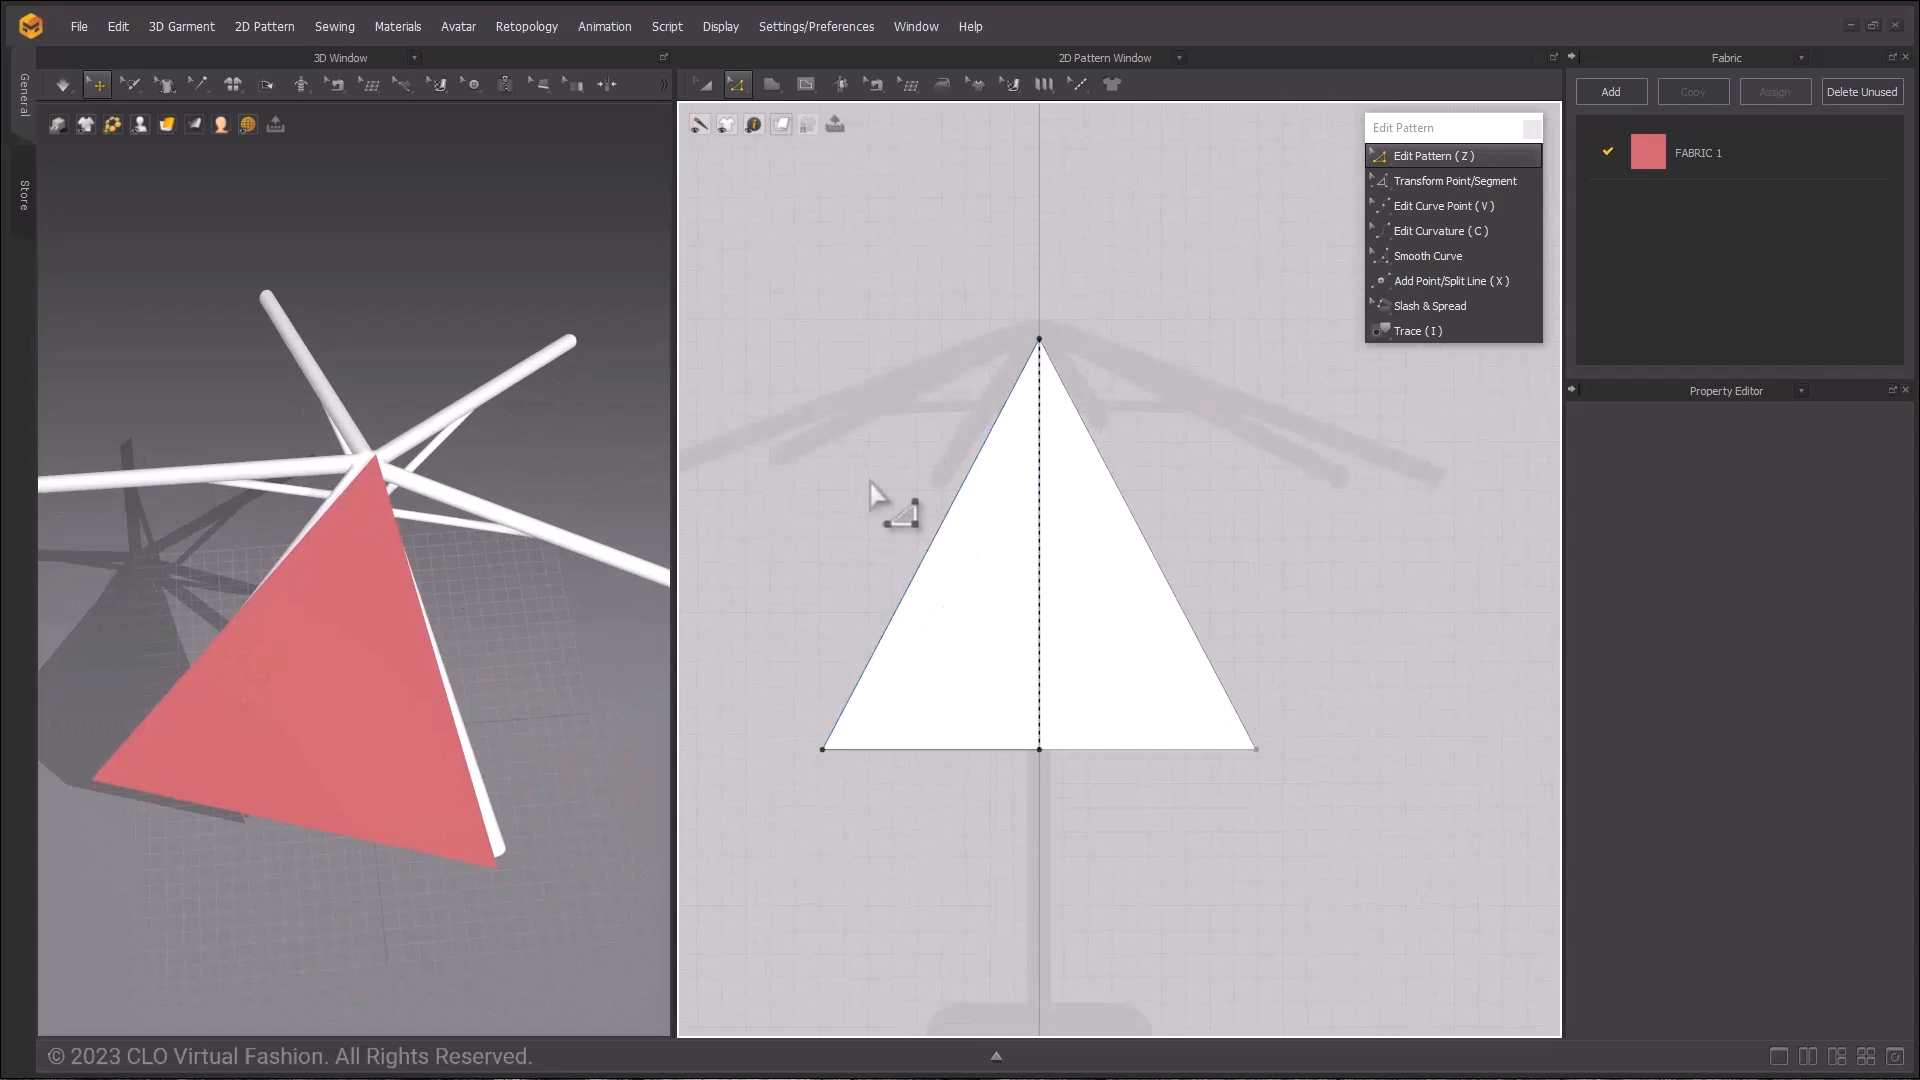 File Edit 3D Garment 2D Pattern Sewing Materials Avatar Retopology Animation Script Display Settings/Preferences Window Help
3D Window
2D Pattern Window
Fabric
General
Store
Add Copy Assign Delete Unused
FABRIC 1
Edit Pattern
Edit Pattern ( Z )
Transform Point/Segment
Edit Curve Point ( V )
Edit Curvature ( C )
Smooth Curve
Add Point/Split Line ( X )
Slash & Spread
Trace ( I )
Property Editor
© 2023 CLO Virtual Fashion. All Rights Reserved.